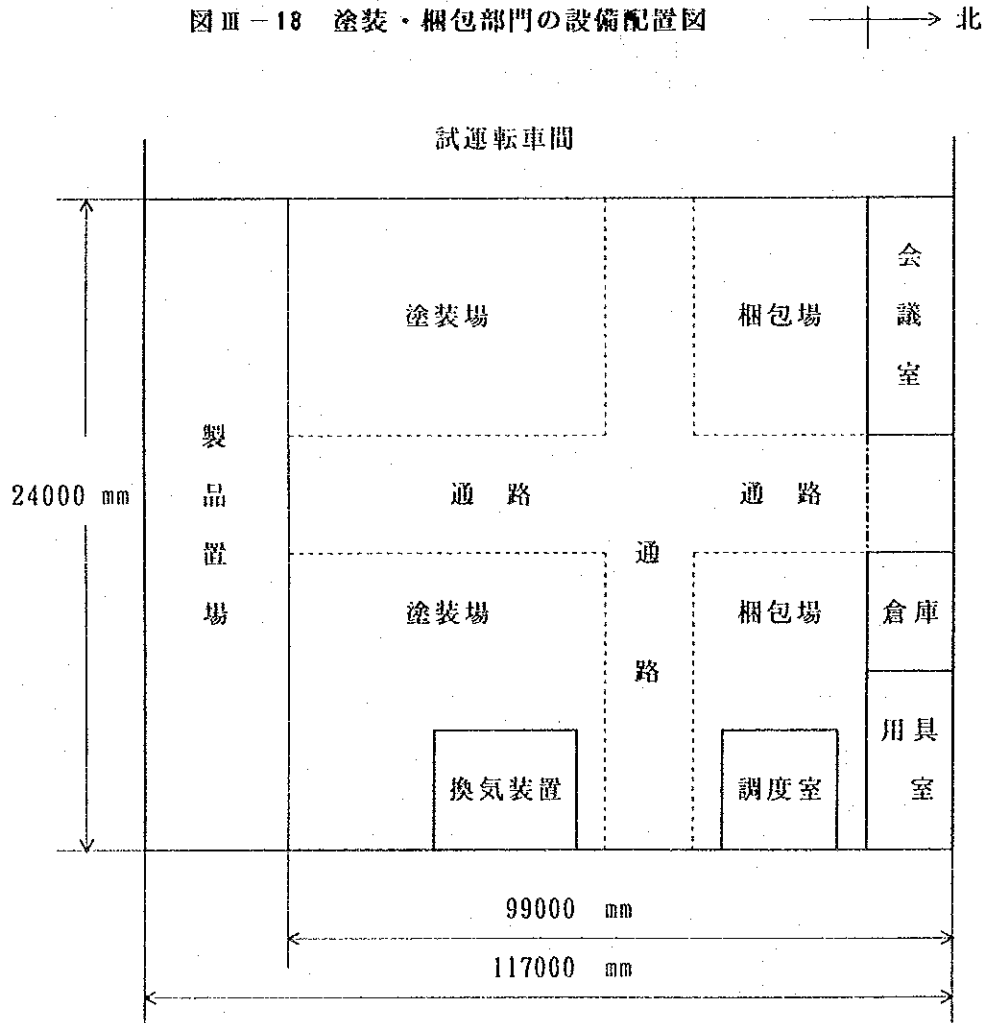 図Ⅲ－18 塗装・梱包部門の設備配置図
北
試運転車間
塗装場
梱包場
会議室
製品置場
24000 mm
通路
通路
通路
塗装場
梱包場
倉庫
用具室
換気装置
調度室
99000 mm
117000 mm